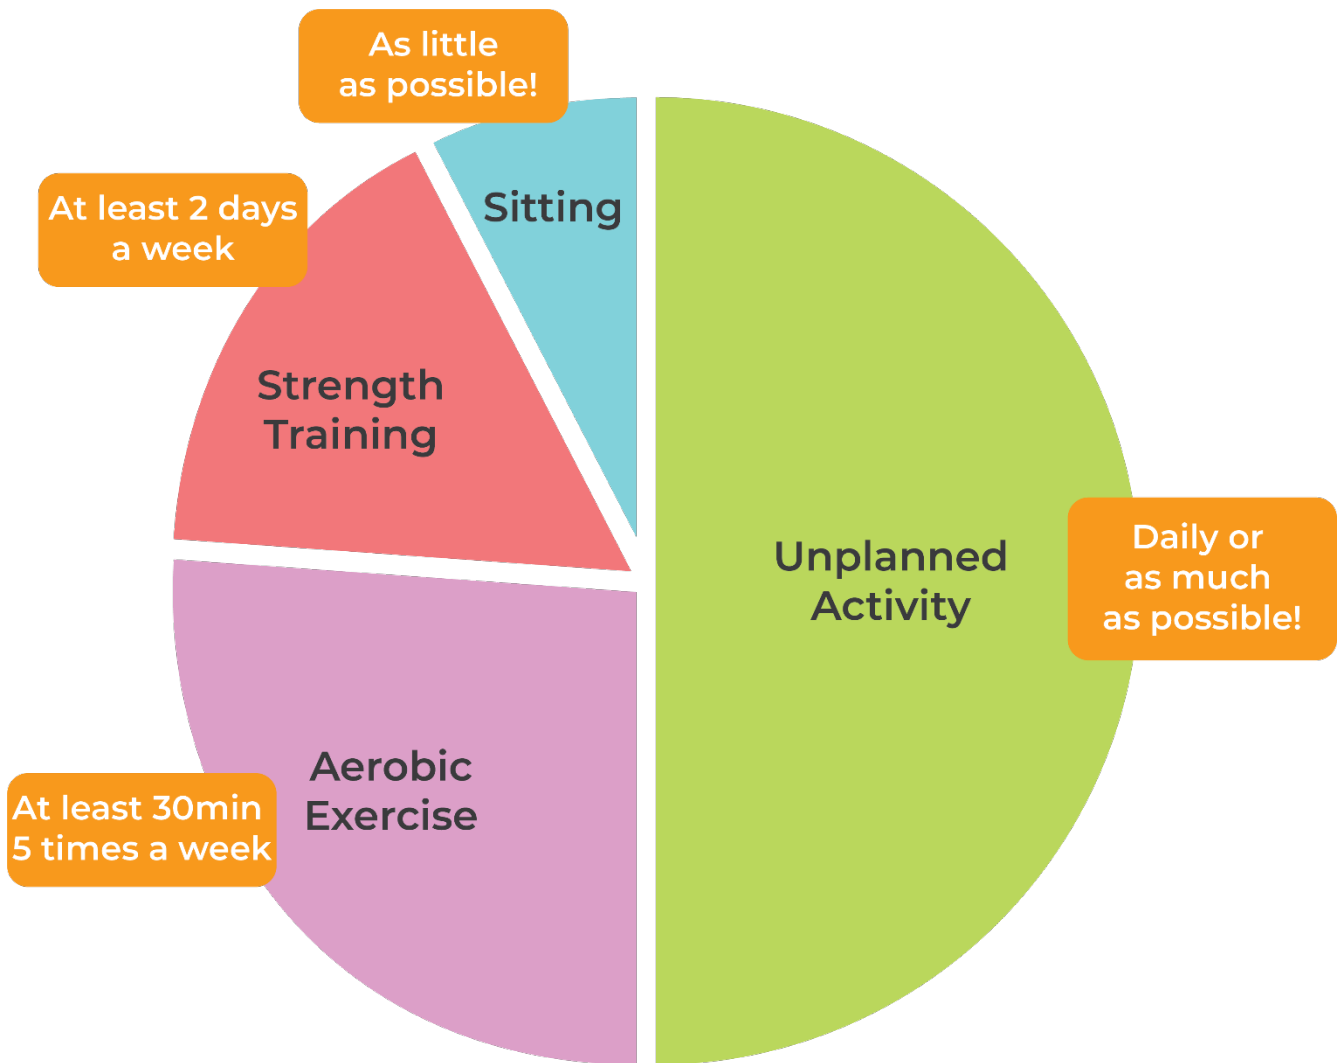 As little
as possible!
Sitting
At least 2 days
a week
Strength
Training
Unplanned
Activity
Daily or
as much
as possible!
Aerobic
Exercise
At least 30min
5 times a week